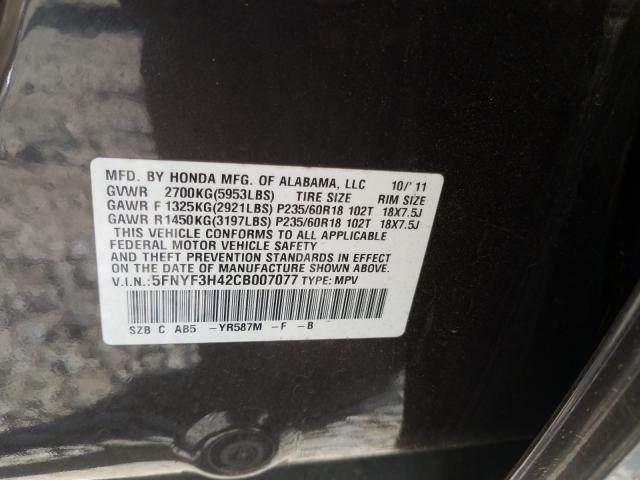 MFD. BY HONDA MFG. OF ALABAMA, LLC 10/'11
GVWR 2700KG(5953LBS) TIRE SIZE RIM SIZE
GAWR F 1325KG(2921LBS) P235/60R18 102T 18X7.5J
GAWR R1450KG(3197LBS) P235/60R18 102T 18X7.5J
THIS VEHICLE CONFORMS TO ALL APPLICABLE
FEDERAL MOTOR VEHICLE SAFETY
AND THEFT PREVENTION STANDARDS IN EFFECT
ON THE DATE OF MANUFACTURE SHOWN ABOVE.
V.I.N.:5FNYF3H42CB007077 TYPE: MPV
SZB C AB5 -YR587M -F -B